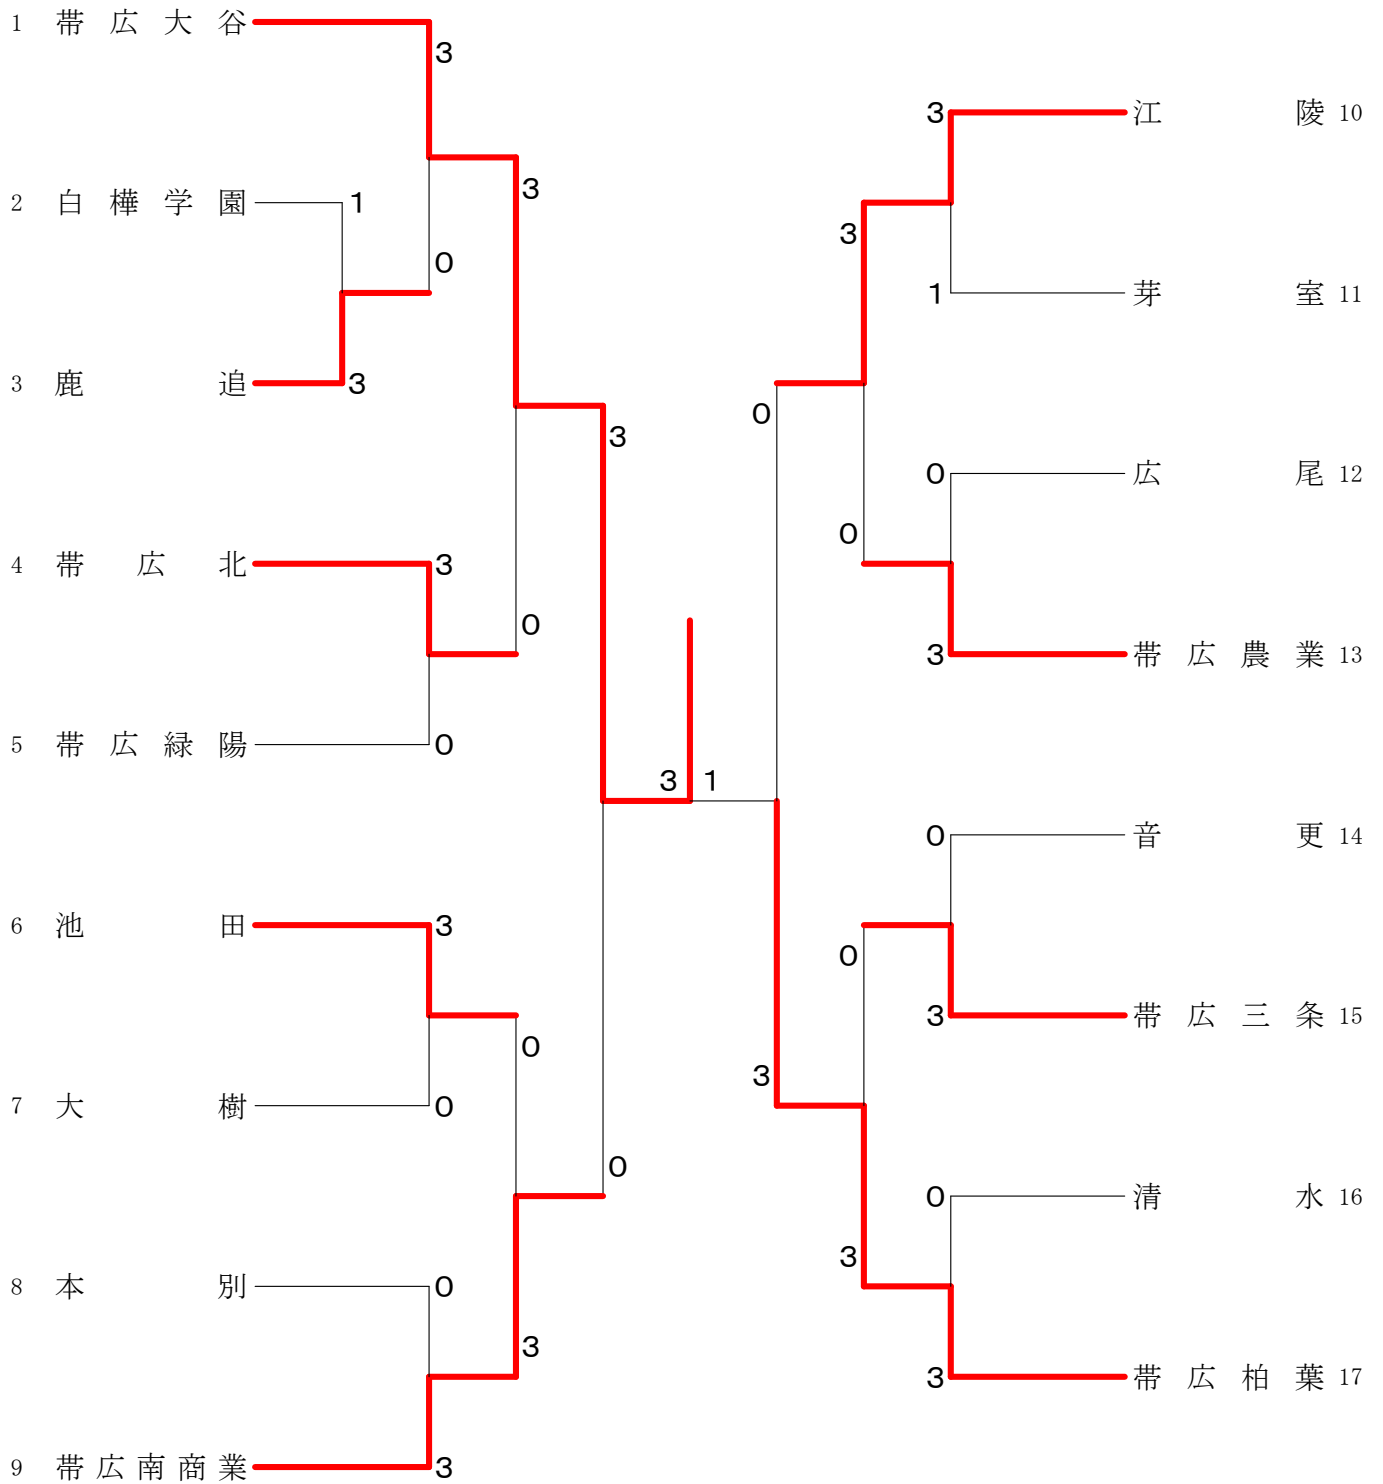 1 帯広大谷
3
2 白樺学園
1
3
0
3 鹿追
3
3
4 帯広北
3
0
5 帯広緑陽
0
3 1
6 池田
3
0
7 大樹
0
0
8 本別
0
3
9 帯広南商業
3
3
江陵 10
3
1
芽室 11
0
0
広尾 12
0
3
帯広農業 13
0
音更 14
0
3
帯広三条 15
3
0
清水 16
3
3
帯広柏葉 17